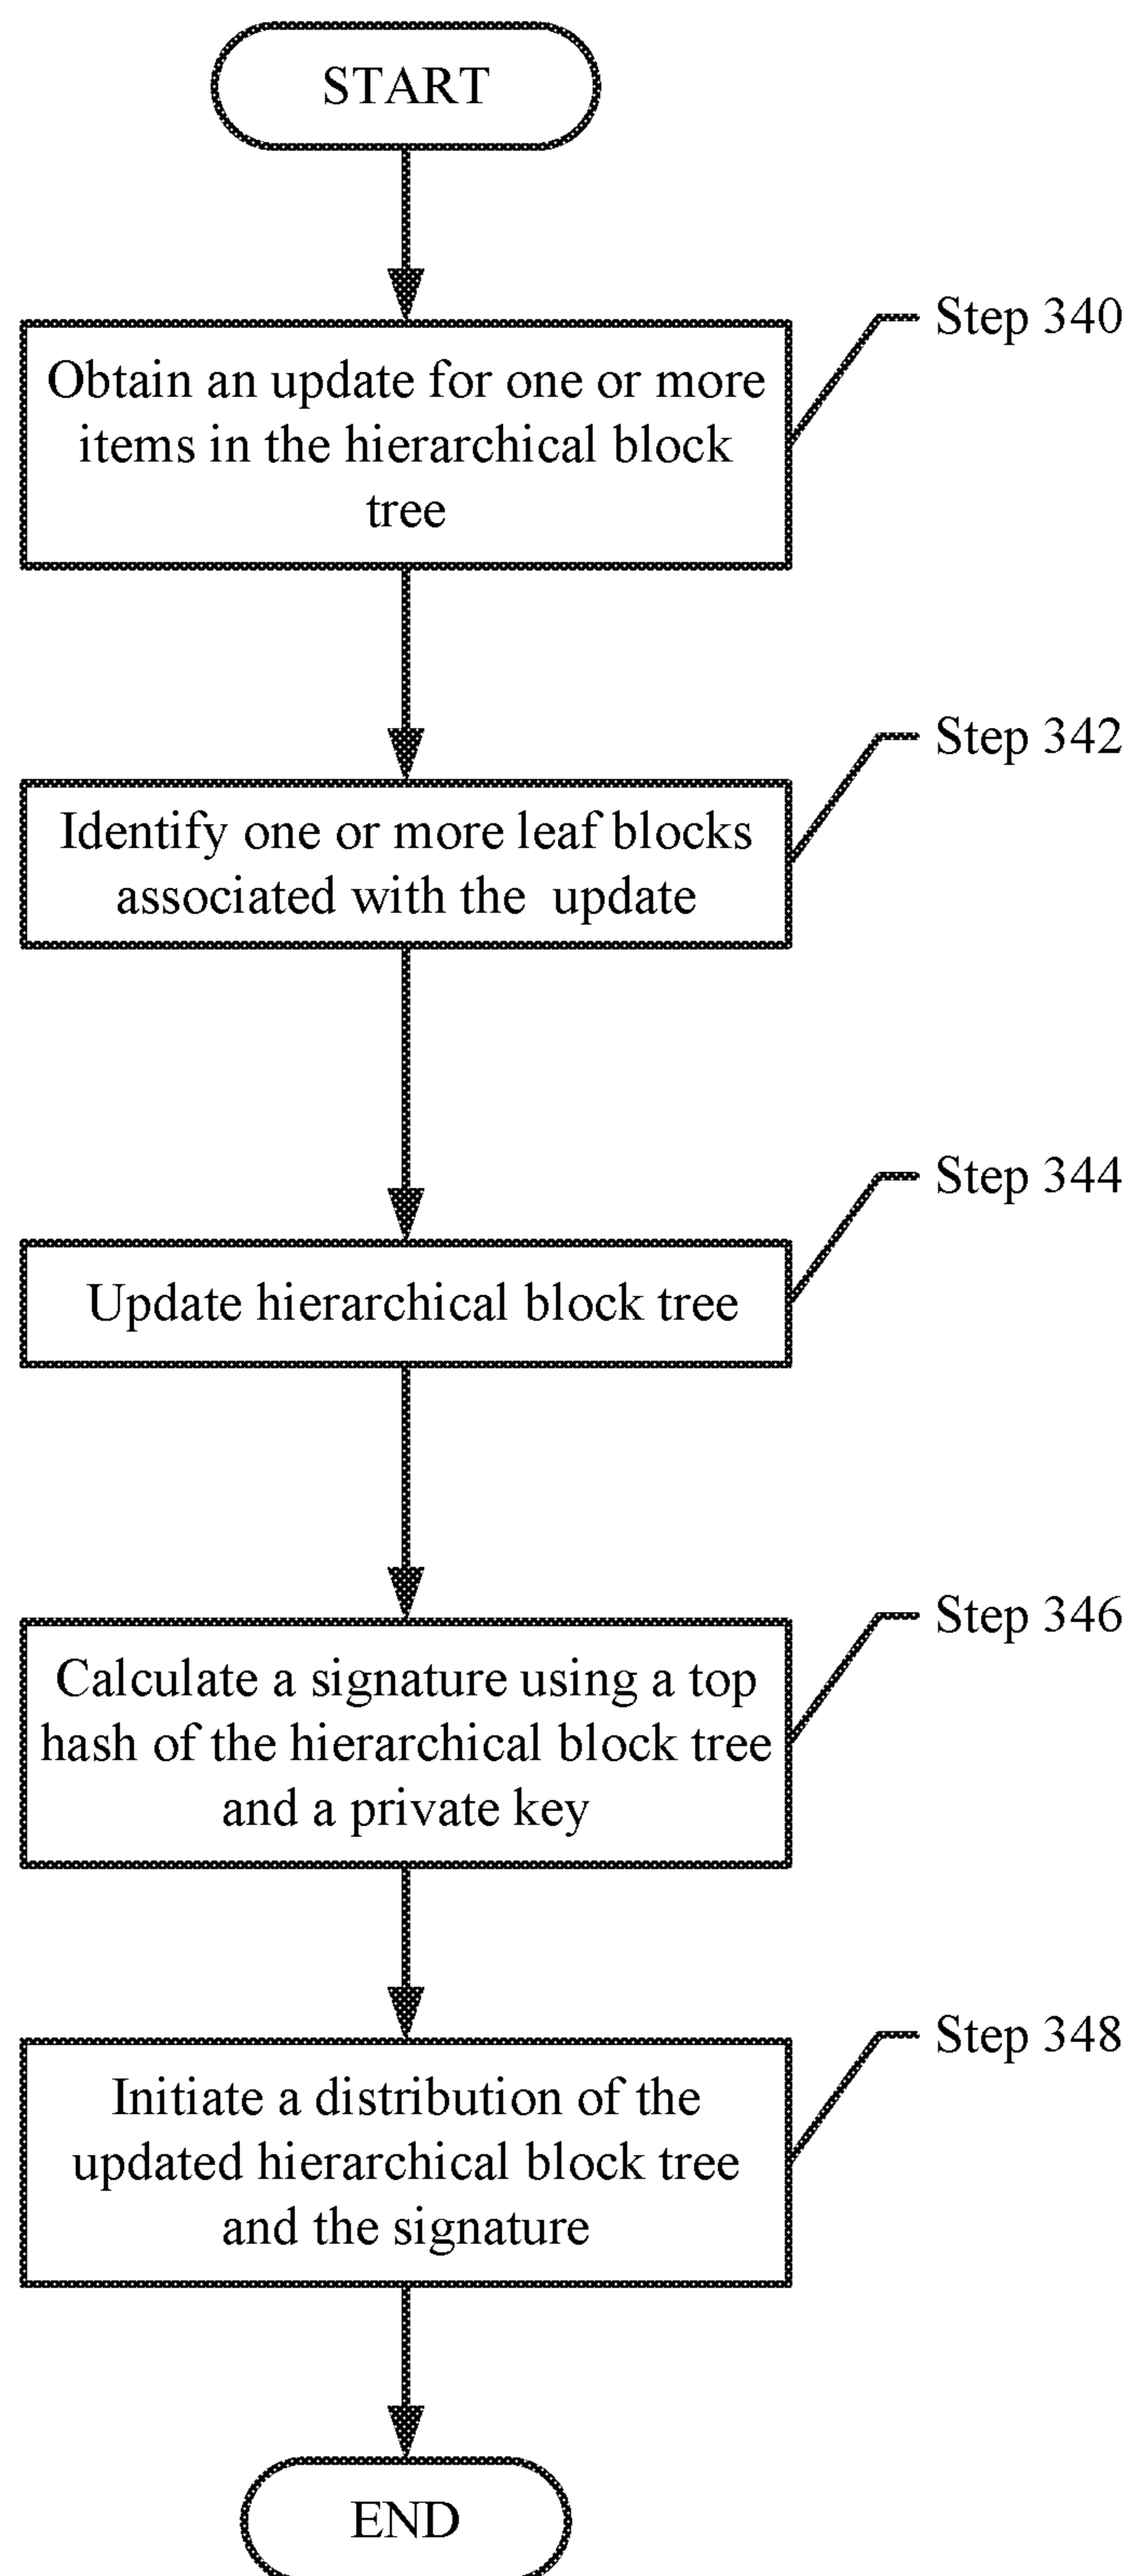 START
Step 340
Obtain an update for one or more
items in the hierarchical block
tree
Step 342
Identify one or more leaf blocks
associated with the update
Step 344
Update hierarchical block tree
Step 346
Calculate a signature using a top
hash of the hierarchical block tree
and a private key
Step 348
Initiate a distribution of the
updated hierarchical block tree
and the signature
END